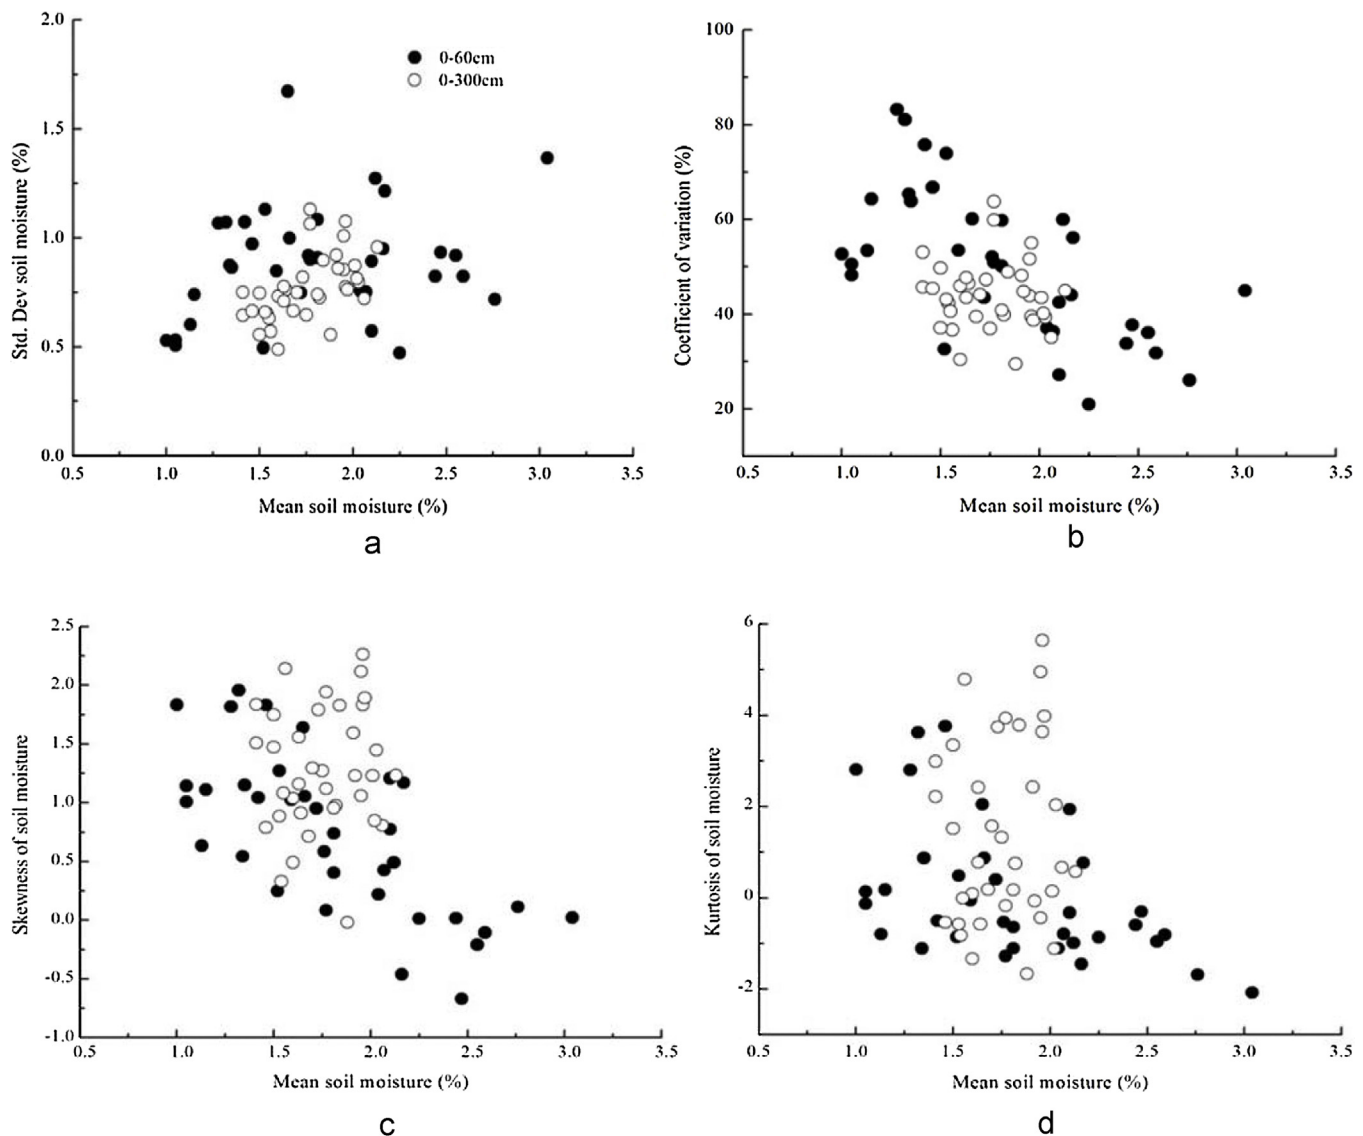 2.0
1.5
1.0
0.5
0.0
0.5 1.0 1.5 2.0 2.5 3.0 3.5
Std. Dev soil moisture (%)
Mean soil moisture (%)
0-60cm
0-300cm
a
100
80
60
40
20
0.5 1.0 1.5 2.0 2.5 3.0 3.5
Coefficient of variation (%)
Mean soil moisture (%)
b
2.5
2.0
1.5
1.0
0.5
0.0
-0.5
-1.0
0.5 1.0 1.5 2.0 2.5 3.0 3.5
Skewness of soil moisture
Mean soil moisture (%)
c
6
4
2
0
-2
0.5 1.0 1.5 2.0 2.5 3.0 3.5
Kurtosis of soil moisture
Mean soil moisture (%)
d